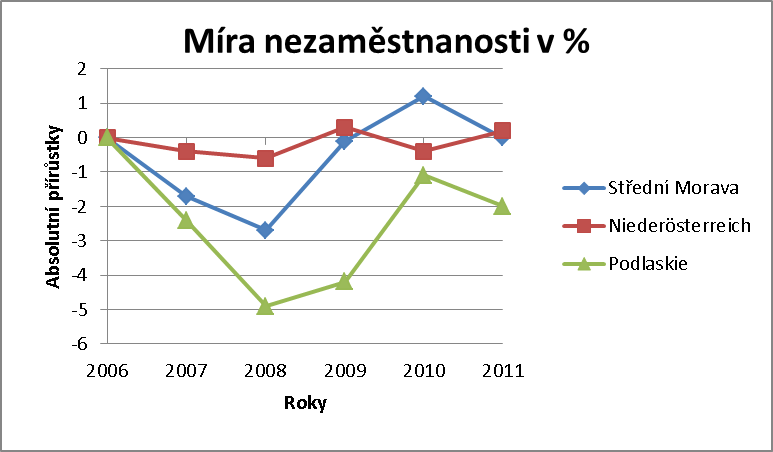 Míra nezaměstnanosti v %
2
1
0
-1
-2
-3
-4
-5
-6
Absolutní přírůstky
2006 2007 2008 2009 2010 2011
Roky
Střední Morava
Niederösterreich
Podlaskie